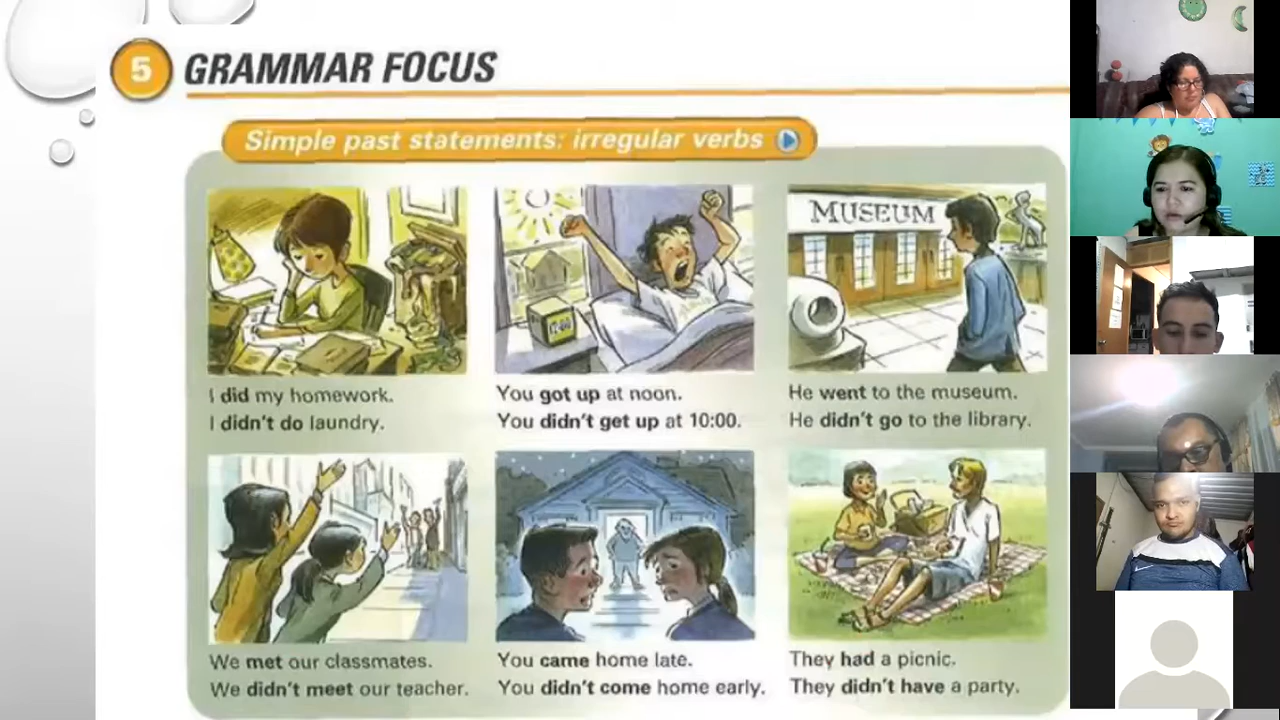 5 GRAMMAR FOCUS
Simple past statements: irregular verbs
MUSEUM
12:00
I did my homework.
I didn't do laundry.
You got up at noon.
You didn't get up at 10:00.
He went to the museum.
He didn't go to the library.
We met our classmates.
We didn't meet our teacher.
You came home late.
You didn't come home early.
They had a picnic.
They didn't have a party.